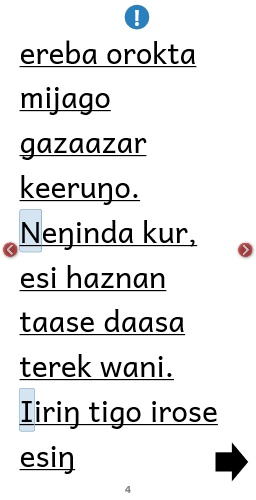 ereba orokta
mijago
gazaazar
keeruŋo.
Neŋinda kur,
esi haznan
taase daasa
terek wani.
Iiriŋ tigo irose
esiŋ
4